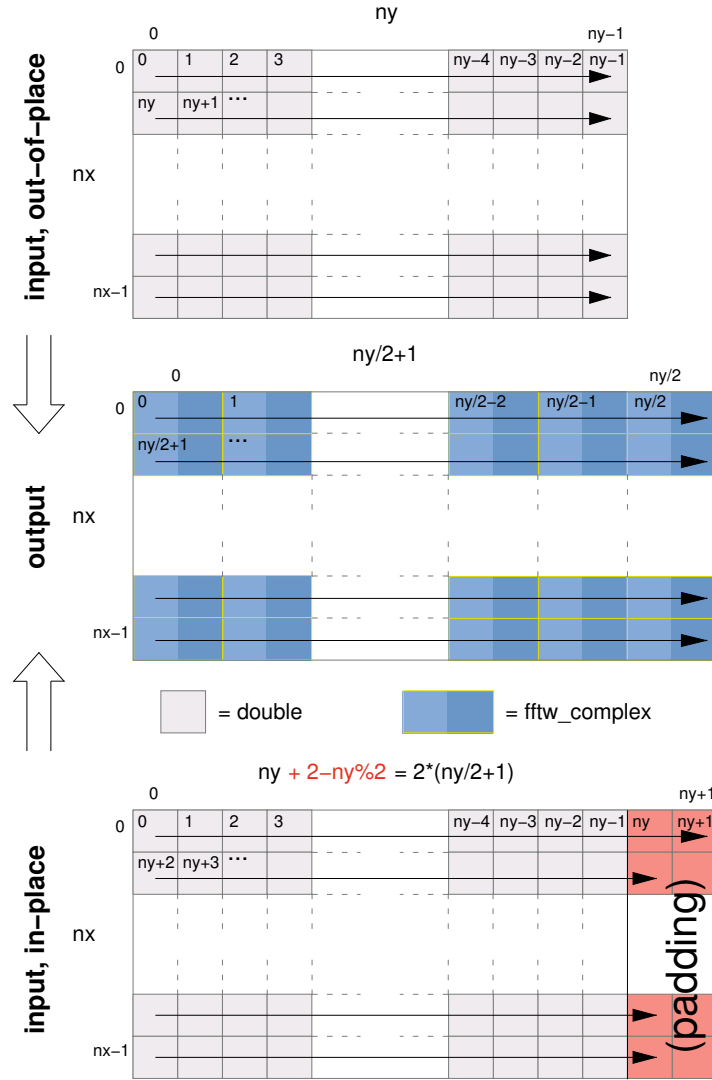 ny
0 ny−1
0
0 1 2 3 ny−4 ny−3 ny−2 ny−1
ny ny+1 ...
nx
nx−1
input, out−of−place
ny/2+1
0 ny/2
0
0 1 ny/2−2 ny/2−1 ny/2
ny/2+1 ...
nx
nx−1
output
= double = fftw_complex
ny + 2−ny%2 = 2*(ny/2+1)
0 ny+1
0
0 1 2 3 ny−4 ny−3 ny−2 ny−1 ny ny+1
ny+2 ny+3 ...
nx
nx−1
input, in−place
(padding)